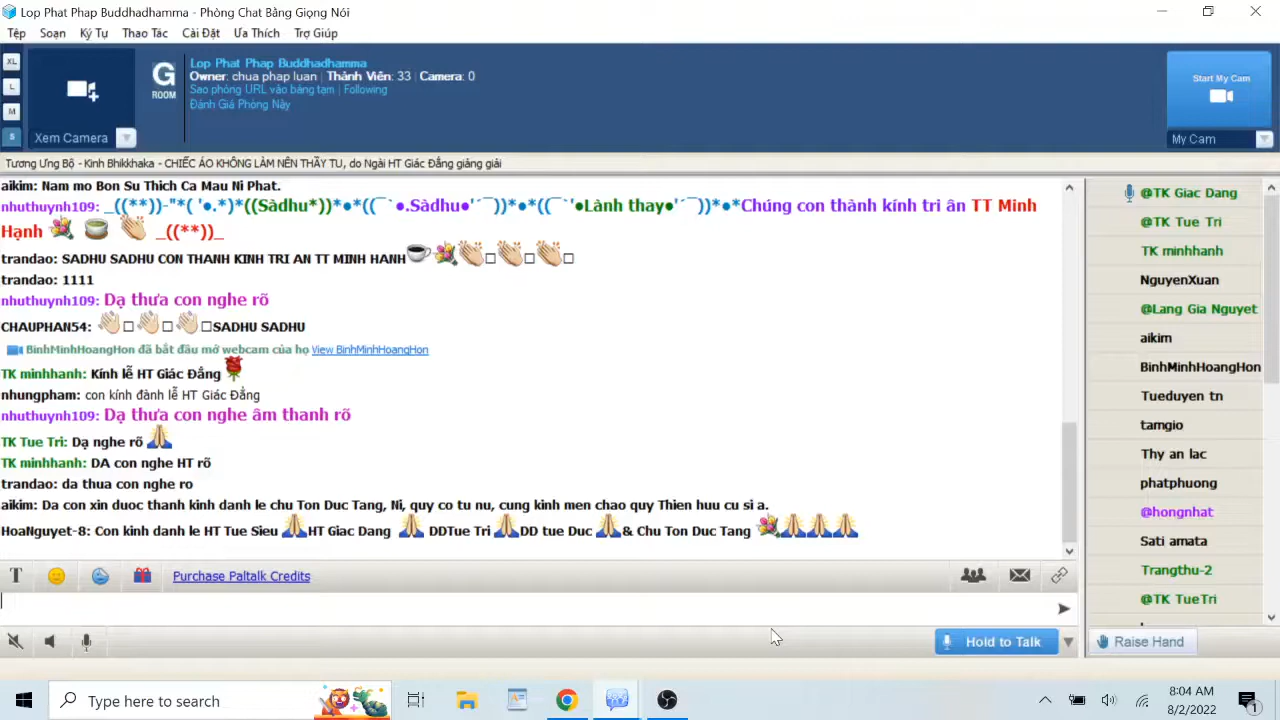 Lop Phat Phap Buddhadhamma - Phòng Chat Bằng Giọng Nói
Tệp Soạn Ký Tự Thao Tác Cài Đặt Ưa Thích Trợ Giúp
XL
L
M
S
Xem Camera
G
ROOM
Lop Phat Phap Buddhadhamma
Owner: chua phap luan | Thành Viên: 33 | Camera: 0
Sao phòng URL vào bảng tạm | Following
Đánh Giá Phòng Này
Start My Cam
My Cam
Tương Ưng Bộ - Kinh Bhikkhaka - CHIẾC ÁO KHÔNG LÀM NÊN THẦY TU, do Ngài HT Giác Đẳng giảng giải
aikim: Nam mo Bon Su Thich Ca Mau Ni Phat.
nhuthuynh109: _((**))-"*( '●.*)*((Sàdhu*))*●*((¯`●.Sàdhu●'´¯))*●*((¯`'●Lành thay●'´¯))*●*Chúng con thành kính tri ân TT Minh
Hạnh _((**))_
trandao: SADHU SADHU CON THANH KINH TRI AN TT MINH HANH
trandao: 1111
nhuthuynh109: Dạ thưa con nghe rõ
CHAUPHAN54: SADHU SADHU
BinhMinhHoangHon đã bắt đầu mở webcam của họ View BinhMinhHoangHon
TK minhhanh: Kính lễ HT Giác Đẳng
nhungpham: con kính đành lễ HT Giác Đẳng
nhuthuynh109: Dạ thưa con nghe âm thanh rõ
TK Tue Tri: Dạ nghe rõ
TK minhhanh: DA con nghe HT rõ
trandao: da thua con nghe ro
aikim: Da con xin duoc thanh kinh danh le chu Ton Duc Tang, Ni, quy co tu nu, cung kinh men chao quy Thien huu cu si a.
HoaNguyet-8: Con kinh danh le HT Tue Sieu HT Giac Dang DDTue Tri DD tue Duc & Chu Ton Duc Tang
@TK Giac Dang
@TK Tue Tri
TK minhhanh
NguyenXuan
@Lang Gia Nguyet
aikim
BinhMinhHoangHon
Tueduyen tn
tamgio
Thy an lac
phatphuong
@hongnhat
Sati amata
Trangthu-2
@TK TueTri
T Purchase Paltalk Credits
Hold to Talk
Raise Hand
Type here to search
8:04 AM
8/2/2022
1